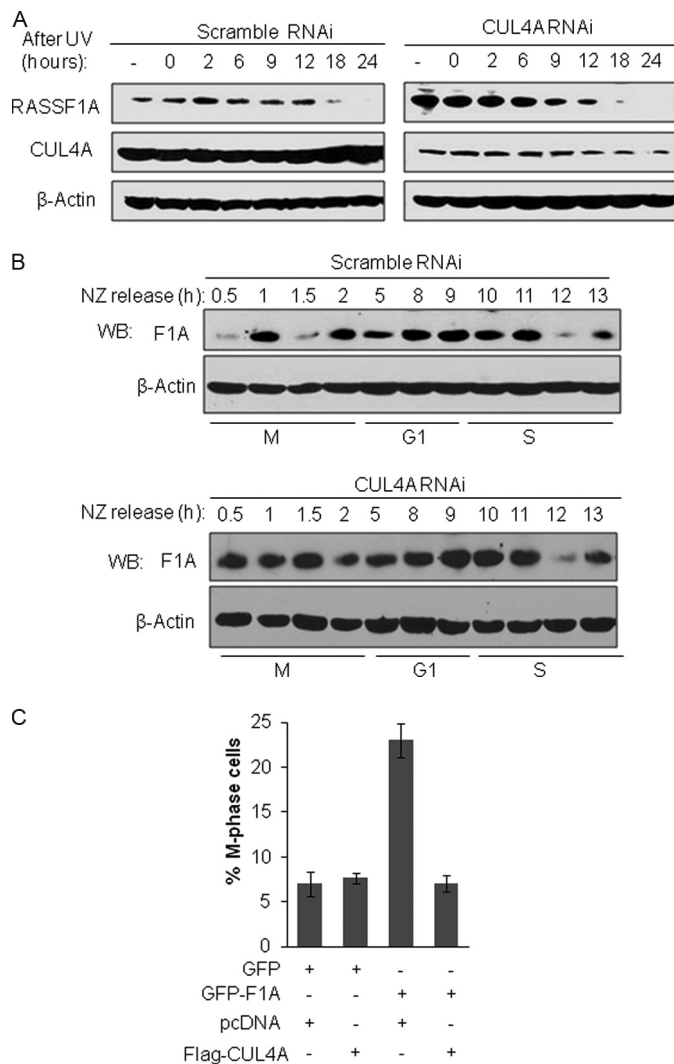 A
After UV (hours):
Scramble RNAi
- 0 2 6 9 12 18 24
CUL4A RNAi
- 0 2 6 9 12 18 24
RASSF1A
CUL4A
β-Actin
B
Scramble RNAi
NZ release (h): 0.5 1 1.5 2 5 8 9 10 11 12 13
WB: F1A
β-Actin
M G1 S
CUL4A RNAi
NZ release (h): 0.5 1 1.5 2 5 8 9 10 11 12 13
WB: F1A
β-Actin
M G1 S
C
% M-phase cells
25
20
15
10
5
0
GFP + + - -
GFP-F1A - - + +
pcDNA + - + -
Flag-CUL4A - + - +